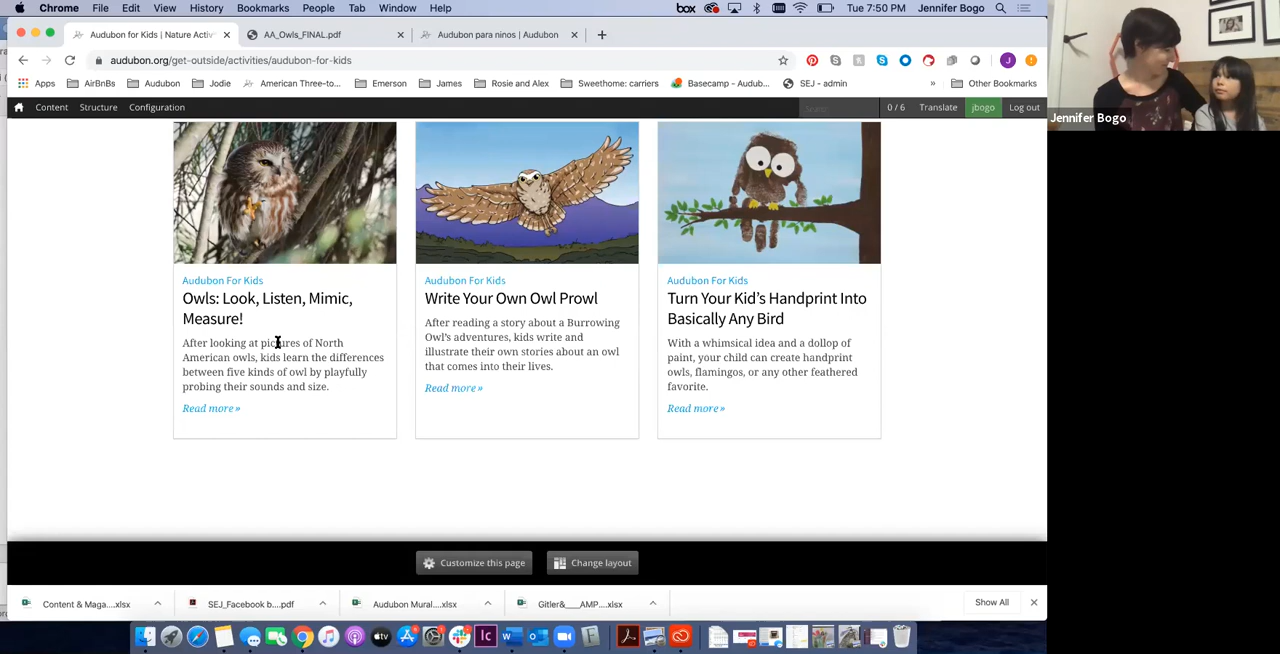 Chrome File Edit View History Bookmarks People Tab Window Help box Tue 7:50 PM Jennifer Bogo
Audubon for Kids | Nature Activ
AA_Owls_FINAL.pdf
Audubon para ninos | Audubon
audubon.org/get-outside/activities/audubon-for-kids
Apps AirBnBs Audubon Jodie American Three-to... Emerson James Rosie and Alex Sweethome: carriers Basecamp – Audub... SEJ - admin » Other Bookmarks
Content Structure Configuration 0 / 6 Translate jbogo Log out
Jennifer Bogo
Audubon For Kids
Owls: Look, Listen, Mimic,
Measure!
After looking at pictures of North
American owls, kids learn the differences
between five kinds of owl by playfully
probing their sounds and size.
Read more »
Audubon For Kids
Write Your Own Owl Prowl
After reading a story about a Burrowing
Owl's adventures, kids write and
illustrate their own stories about an owl
that comes into their lives.
Read more »
Audubon For Kids
Turn Your Kid's Handprint Into
Basically Any Bird
With a whimsical idea and a dollop of
paint, your child can create handprint
owls, flamingos, or any other feathered
favorite.
Read more »
Customize this page
Change layout
Content & Maga....xlsx
SEJ_Facebook b....pdf
Audubon Mural....xlsx
Gitler&___AMP....xlsx
Show All
tv
Ic